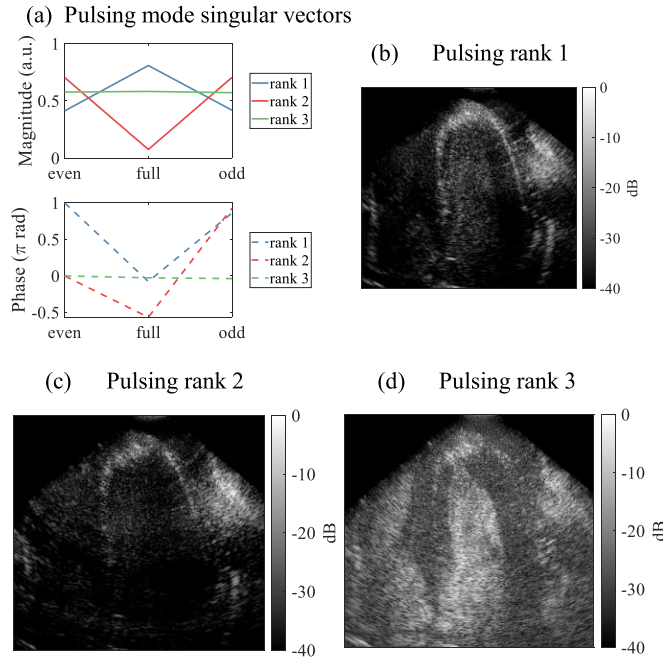 (a) Pulsing mode singular vectors
Magnitude (a.u.)
1
0.5
0
even full odd
rank 1
rank 2
rank 3
Phase (π rad)
1
0.5
0
-0.5
even full odd
rank 1
rank 2
rank 3
(b) Pulsing rank 1
0
-10
-20
-30
-40
dB
(c) Pulsing rank 2
0
-10
-20
-30
-40
dB
(d) Pulsing rank 3
0
-10
-20
-30
-40
dB